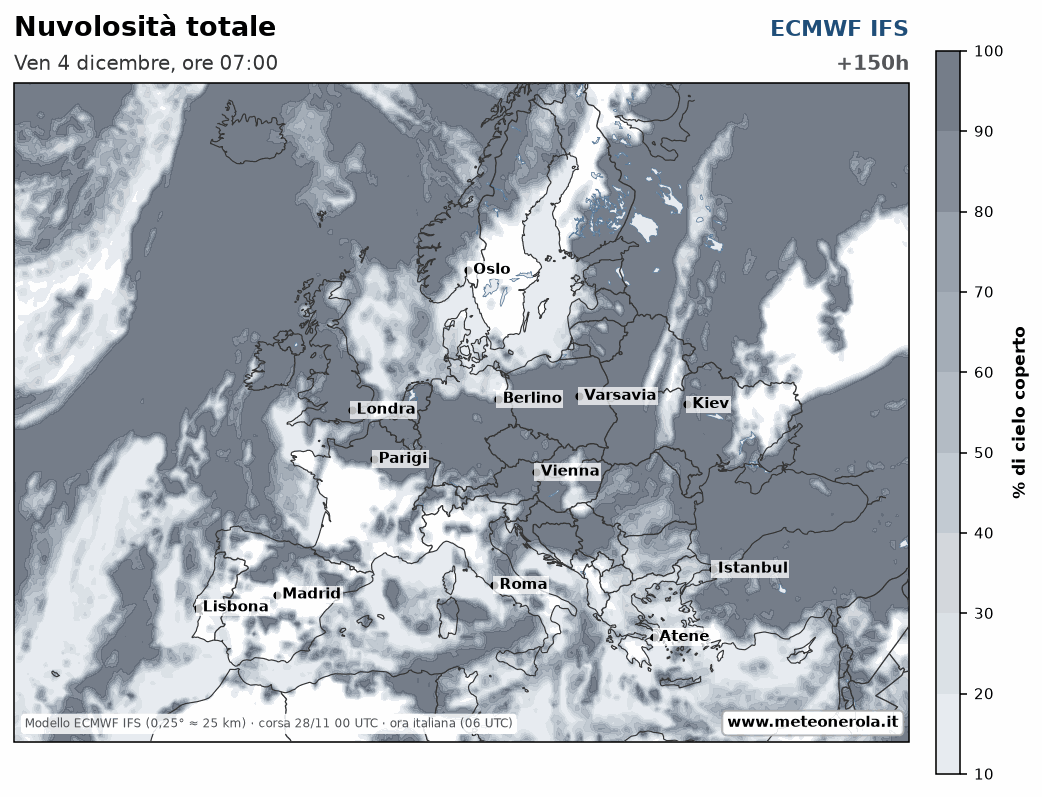 Nuvolosità totale
ECMWF IFS
Ven 4 dicembre, ore 07:00
+150h
Oslo
Londra
Berlino
Varsavia
Kiev
Parigi
Vienna
Istanbul
Roma
Madrid
Lisbona
Atene
Modello ECMWF IFS (0,25° ≈ 25 km) · corsa 28/11 00 UTC · ora italiana (06 UTC)
www.meteonerola.it
100
90
80
70
60
50
40
30
20
10
% di cielo coperto